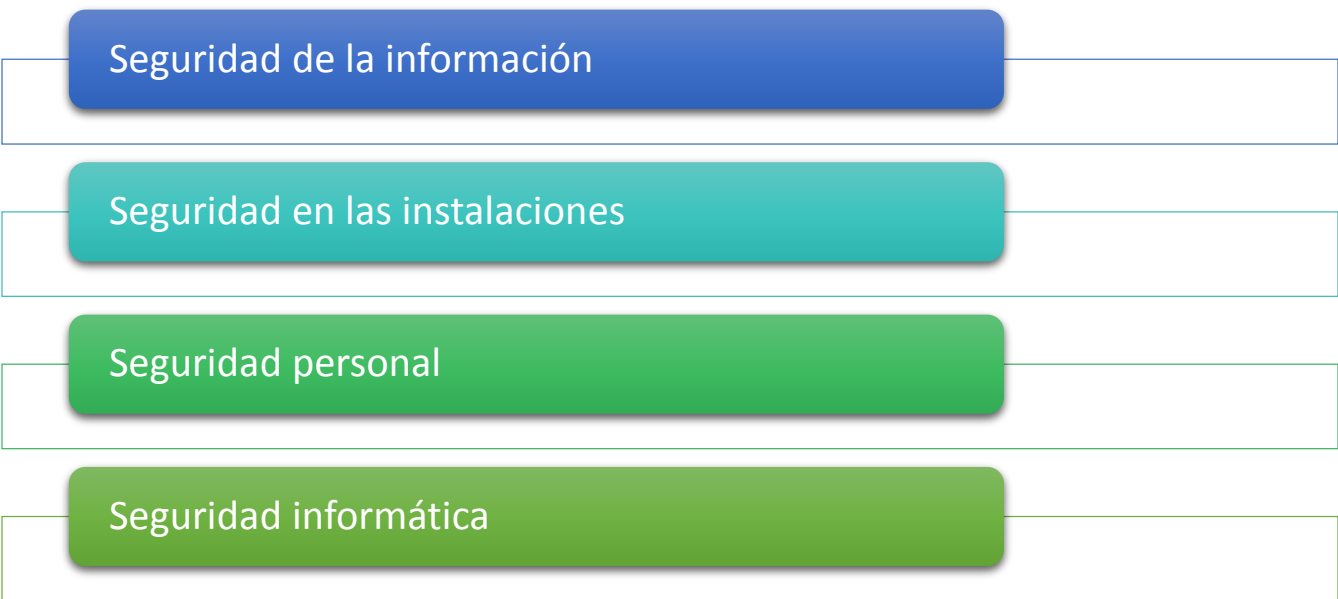 Seguridad de la información
Seguridad en las instalaciones
Seguridad personal
Seguridad informática